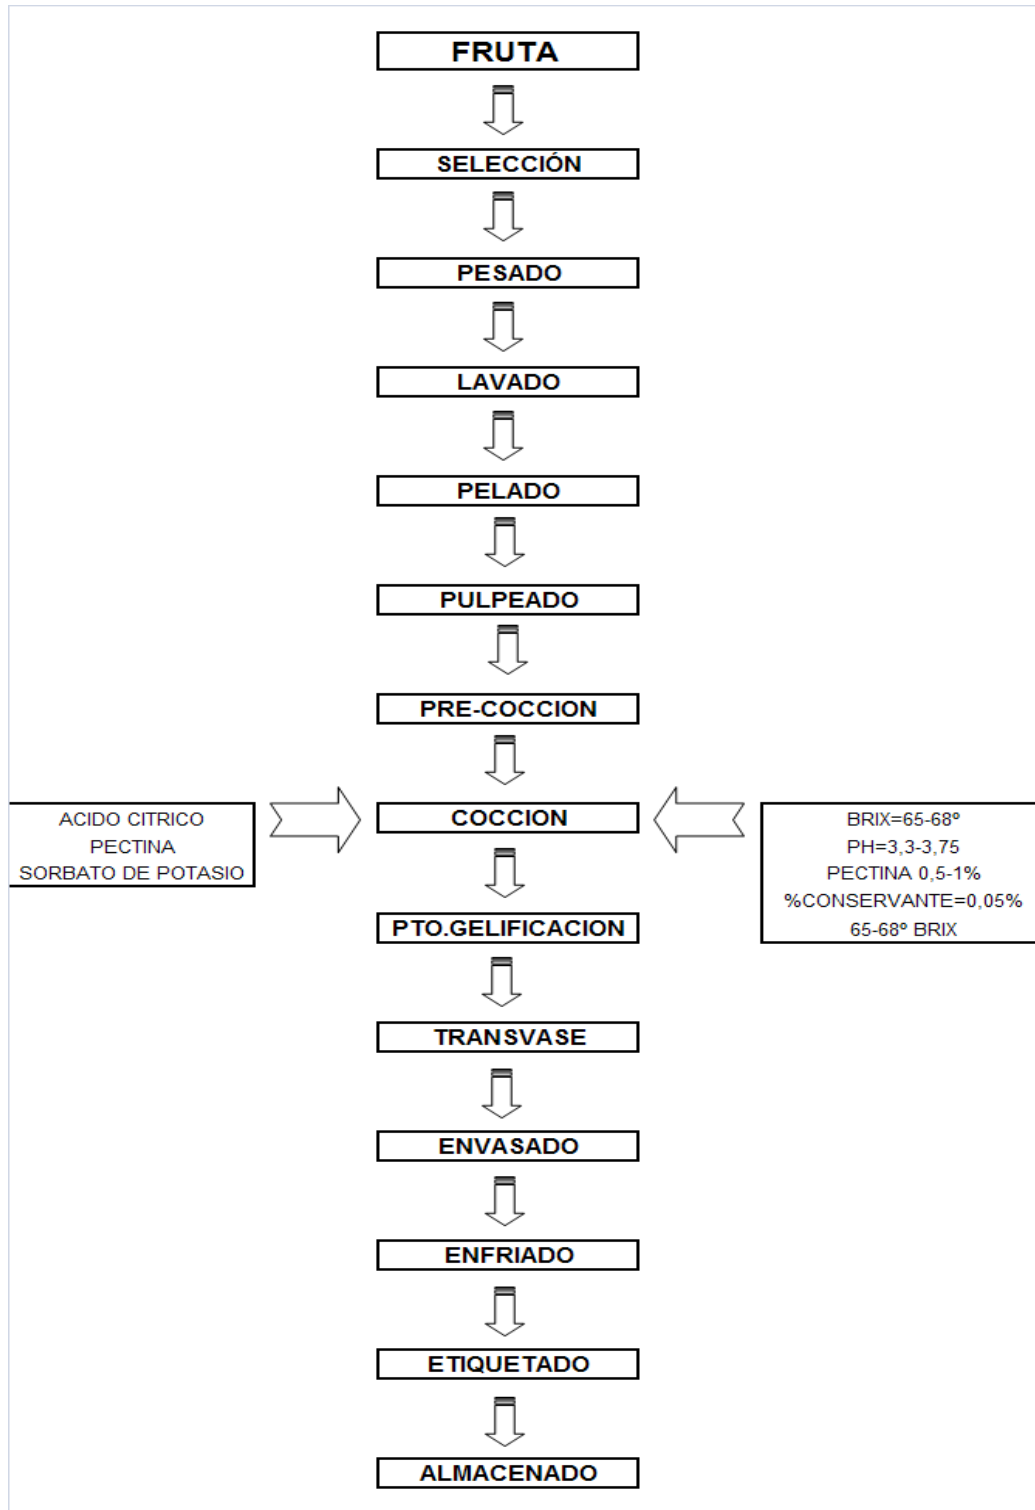 FRUTA
SELECCIÓN
PESADO
LAVADO
PELADO
PULPEADO
PRE-COCCION
ACIDO CITRICO
PECTINA
SORBATO DE POTASIO
COCCION
BRIX=65-68º
PH=3,3-3,75
PECTINA 0,5-1%
%CONSERVANTE=0,05%
65-68º BRIX
PTO.GELIFICACION
TRANSVASE
ENVASADO
ENFRIADO
ETIQUETADO
ALMACENADO